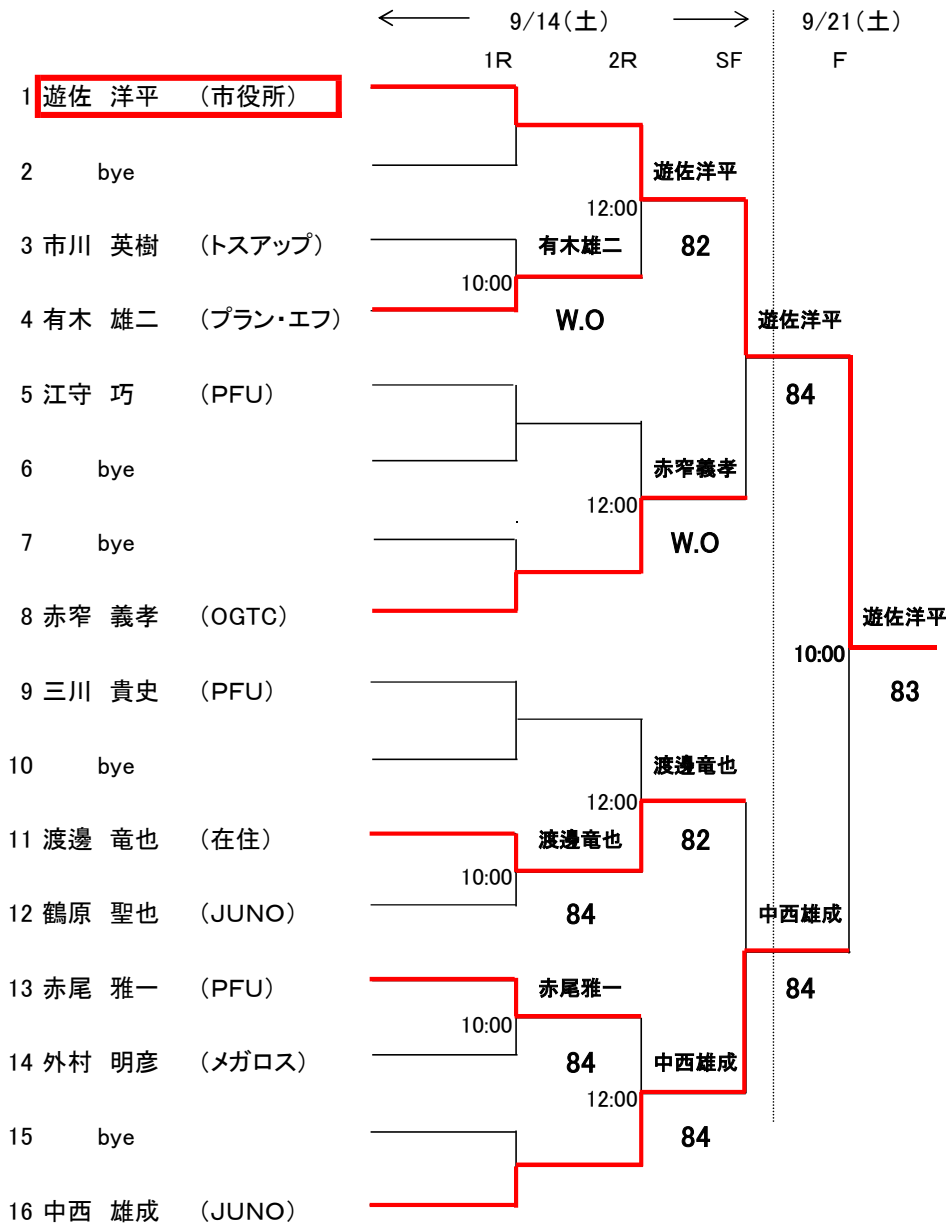 9/14(土) 9/21(土)
1R 2R SF F
1 遊佐 洋平 (市役所)
2 bye 遊佐洋平
12:00
3 市川 英樹 (トスアップ) 有木雄二 82
10:00
4 有木 雄二 (プラン・エフ) W.O 遊佐洋平
5 江守 巧 (PFU) 84
6 bye 赤窄義孝
12:00
7 bye W.O
8 赤窄 義孝 (OGTC) 遊佐洋平
10:00
9 三川 貴史 (PFU) 83
10 bye 渡邊竜也
12:00
11 渡邊 竜也 (在住) 渡邊竜也 82
10:00
12 鶴原 聖也 (JUNO) 84 中西雄成
13 赤尾 雅一 (PFU) 赤尾雅一 84
10:00
14 外村 明彦 (メガロス) 84 中西雄成
12:00
15 bye 84
16 中西 雄成 (JUNO)